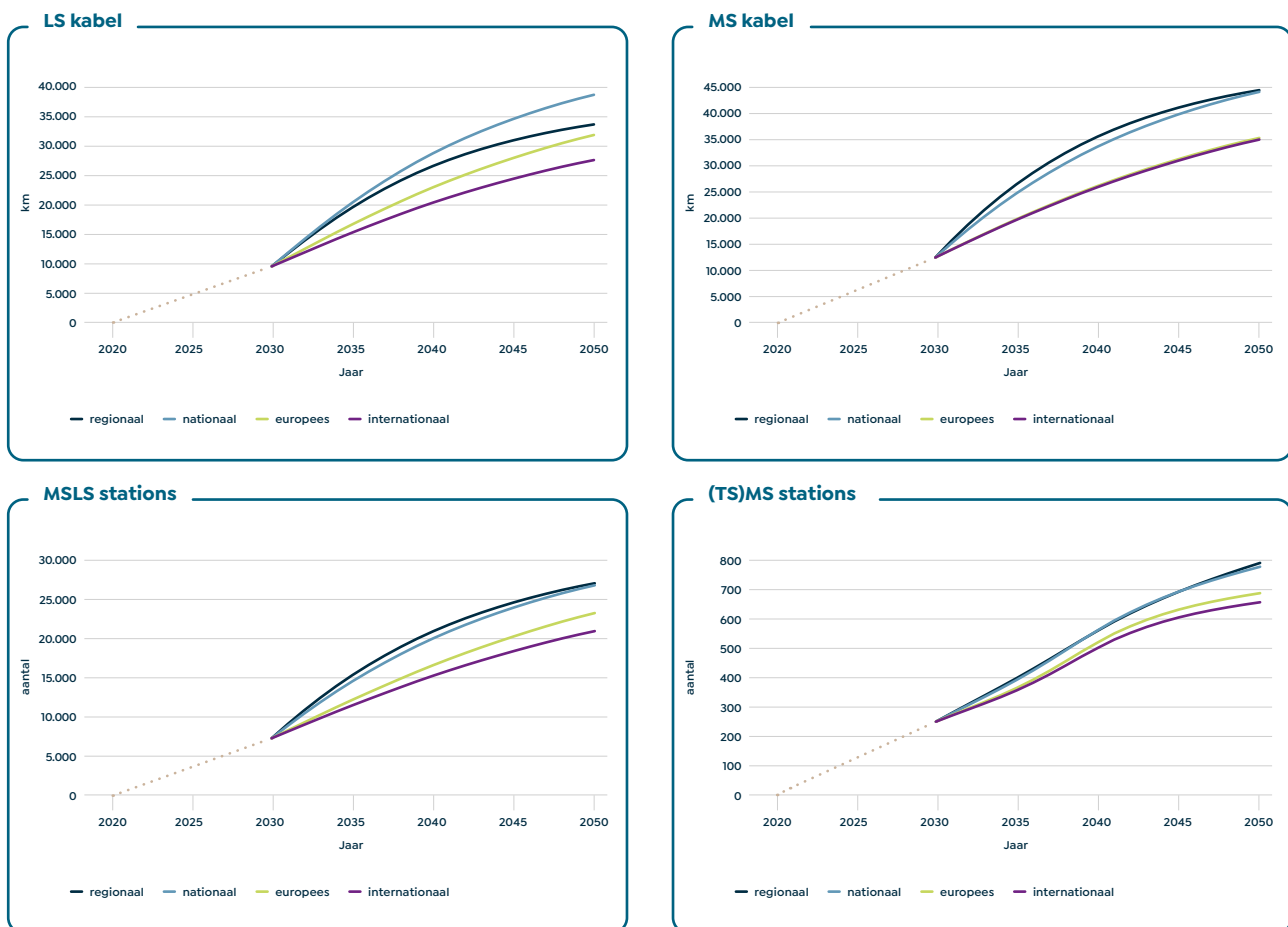 LS kabel
40.000
35.000
30.000
25.000
20.000
15.000
10.000
5.000
0
km
2020 2025 2030 2035 2040 2045 2050
Jaar
regionaal nationaal europees internationaal
MS kabel
45.000
40.000
35.000
30.000
25.000
20.000
15.000
10.000
5.000
0
km
2020 2025 2030 2035 2040 2045 2050
Jaar
regionaal nationaal europees internationaal
MSLS stations
30.000
25.000
20.000
15.000
10.000
5.000
0
aantal
2020 2025 2030 2035 2040 2045 2050
Jaar
regionaal nationaal europees internationaal
(TS)MS stations
800
700
600
500
400
300
200
100
0
aantal
2020 2025 2030 2035 2040 2045 2050
Jaar
regionaal nationaal europees internationaal